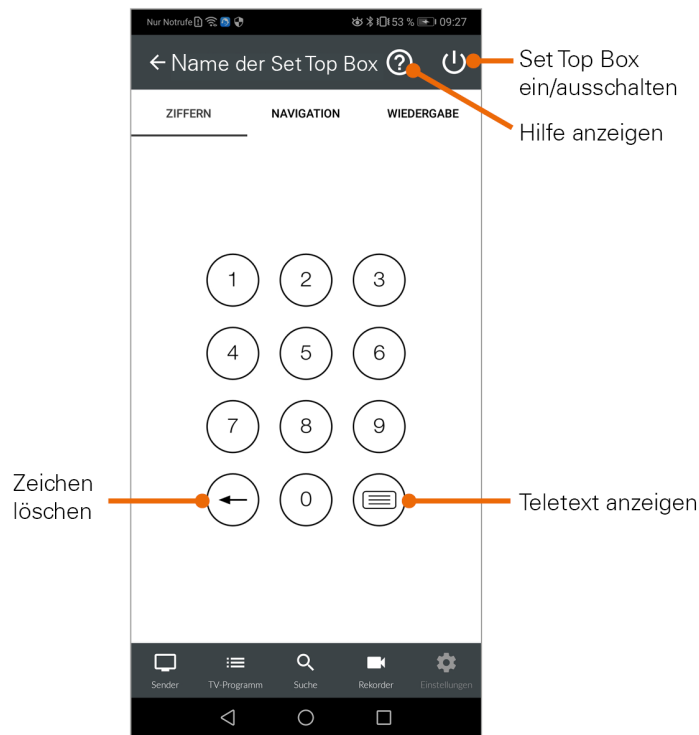 Nur Notrufe
53 %
09:27
Name der Set Top Box
Set Top Box
ein/ausschalten
Hilfe anzeigen
ZIFFERN
NAVIGATION
WIEDERGABE
1
2
3
4
5
6
7
8
9
Zeichen
löschen
0
Teletext anzeigen
Sender
TV-Programm
Suche
Rekorder
Einstellungen